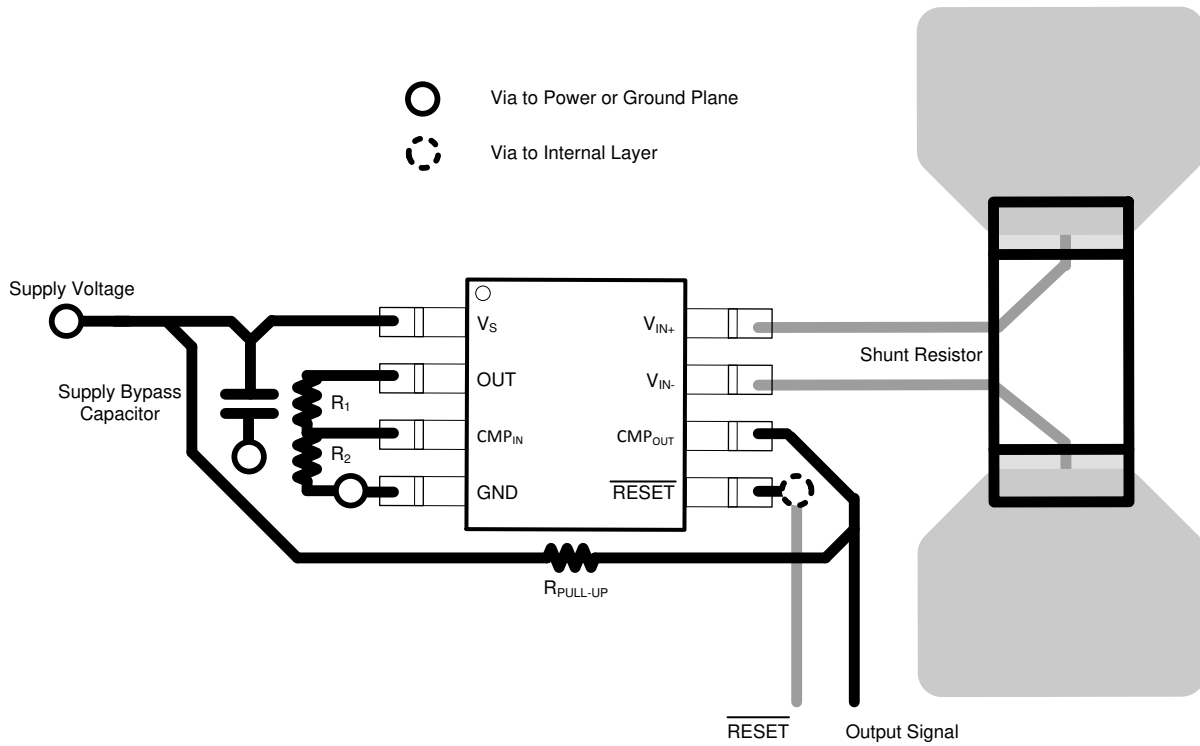 Via to Power or Ground Plane
Via to Internal Layer
Supply Voltage
Supply Bypass
Capacitor
R1
R2
VS
OUT
CMPIN
GND
VIN+
VIN-
CMPOUT
RESET
Shunt Resistor
RPULL-UP
RESET
Output Signal